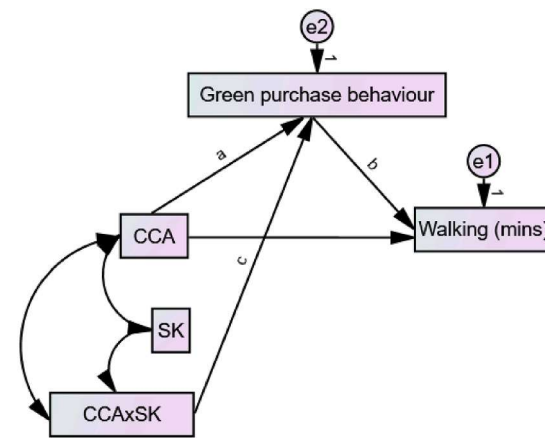 e2
1
Green purchase behaviour
a
b
e1
1
CCA
Walking (mins)
c
SK
CCAxSK